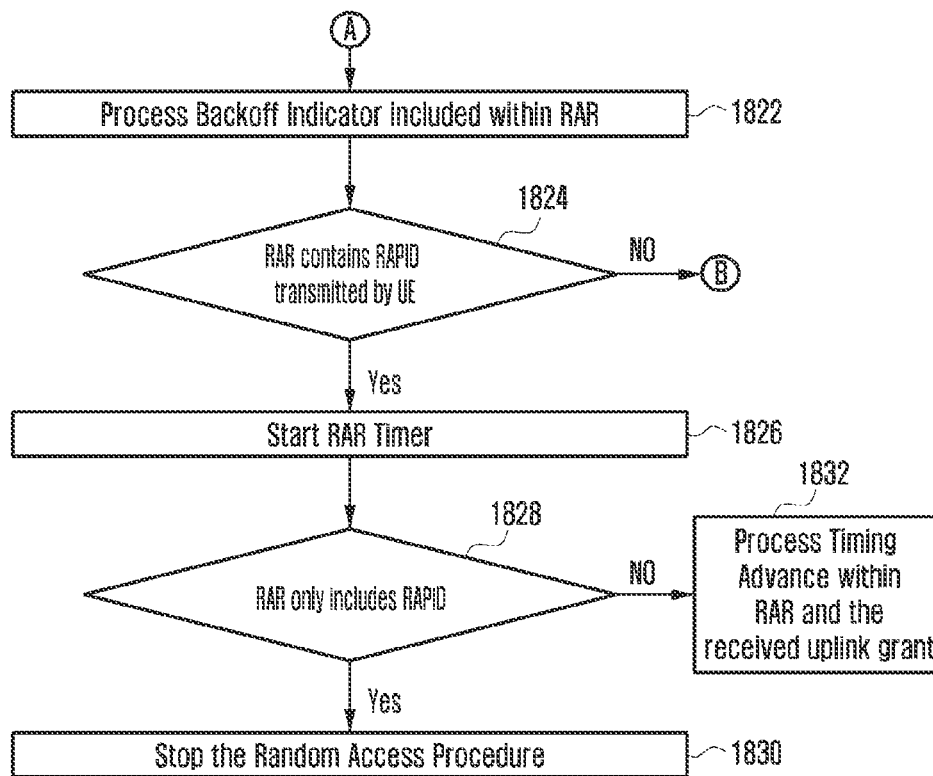 A
Process Backoff Indicator included within RAR
1822
1824
RAR contains RAPID
transmitted by UE
NO
B
Yes
Start RAR Timer
1826
1832
1828
Process Timing
Advance within
RAR and the
received uplink grant
RAR only includes RAPID
NO
Yes
Stop the Random Access Procedure
1830